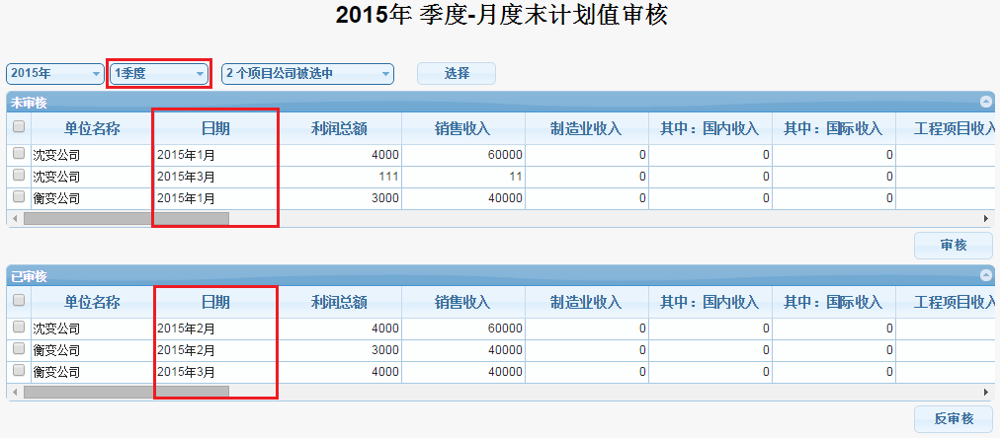 2015年 季度-月度末计划值审核
2015年 1季度 2 个项目公司被选中 选择
未审核
单位名称 日期 利润总额 销售收入 制造业收入 其中：国内收入 其中：国际收入 工程项目收入
沈变公司 2015年1月 4000 60000 0 0 0
沈变公司 2015年3月 111 11 0 0 0
衡变公司 2015年1月 3000 40000 0 0 0
审核
已审核
单位名称 日期 利润总额 销售收入 制造业收入 其中：国内收入 其中：国际收入 工程项目收入
沈变公司 2015年2月 4000 60000 0 0 0
衡变公司 2015年2月 3000 40000 0 0 0
衡变公司 2015年3月 4000 40000 0 0 0
反审核